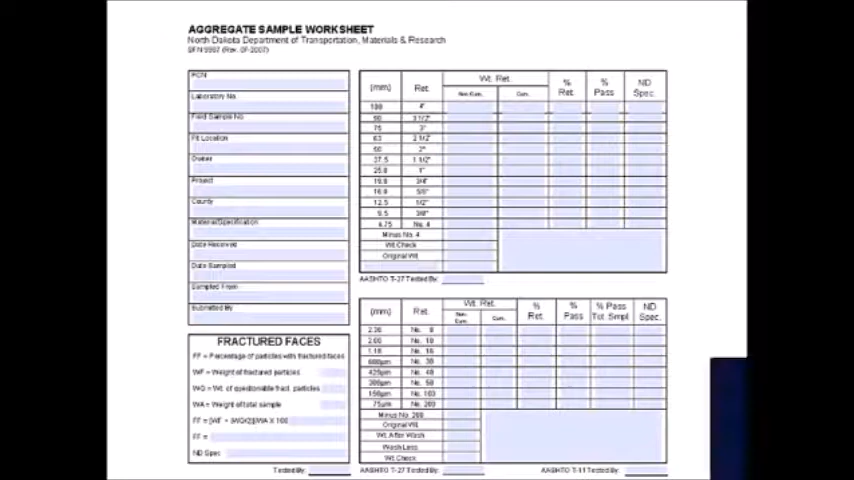 AGGREGATE SAMPLE WORKSHEET
North Dakota Department of Transportation, Materials & Research
SFN 9987 (Rev. 07-2007)
PCN
Laboratory No.
Field Sample No.
Pit Location
Owner
Project
County
Material/Specification
Date Received
Date Sampled
Sampled From
Submitted By
(mm) Ret. Wt. Ret. % Ret. % Pass ND Spec.
Non-Cum. Cum.
100 4"
90 3 1/2"
75 3"
63 2 1/2"
50 2"
37.5 1 1/2"
25.0 1"
19.0 3/4"
16.0 5/8"
12.5 1/2"
9.5 3/8"
4.75 No. 4
Minus No. 4
Wt. Check
Original Wt.
AASHTO T-27 Tested By:
(mm) Ret. Wt. Ret. % Ret. % Pass % Pass Tot. Smpl ND Spec.
Non-Cum. Cum.
2.36 No. 8
2.00 No. 10
1.18 No. 16
600µm No. 30
425µm No. 40
300µm No. 50
150µm No. 100
75µm No. 200
Minus No. 200
Original Wt.
Wt. After Wash
Wash Loss
Wt. Check
AASHTO T-27 Tested By: AASHTO T-11 Tested By:
FRACTURED FACES
FF = Percentage of particles with fractured faces
WF = Weight of fractured particles
WQ = Wt. of questionable fract. particles
WA = Weight of total sample
FF = [WF + (WQ/2)]/WA X 100
FF =
ND Spec
Tested By: